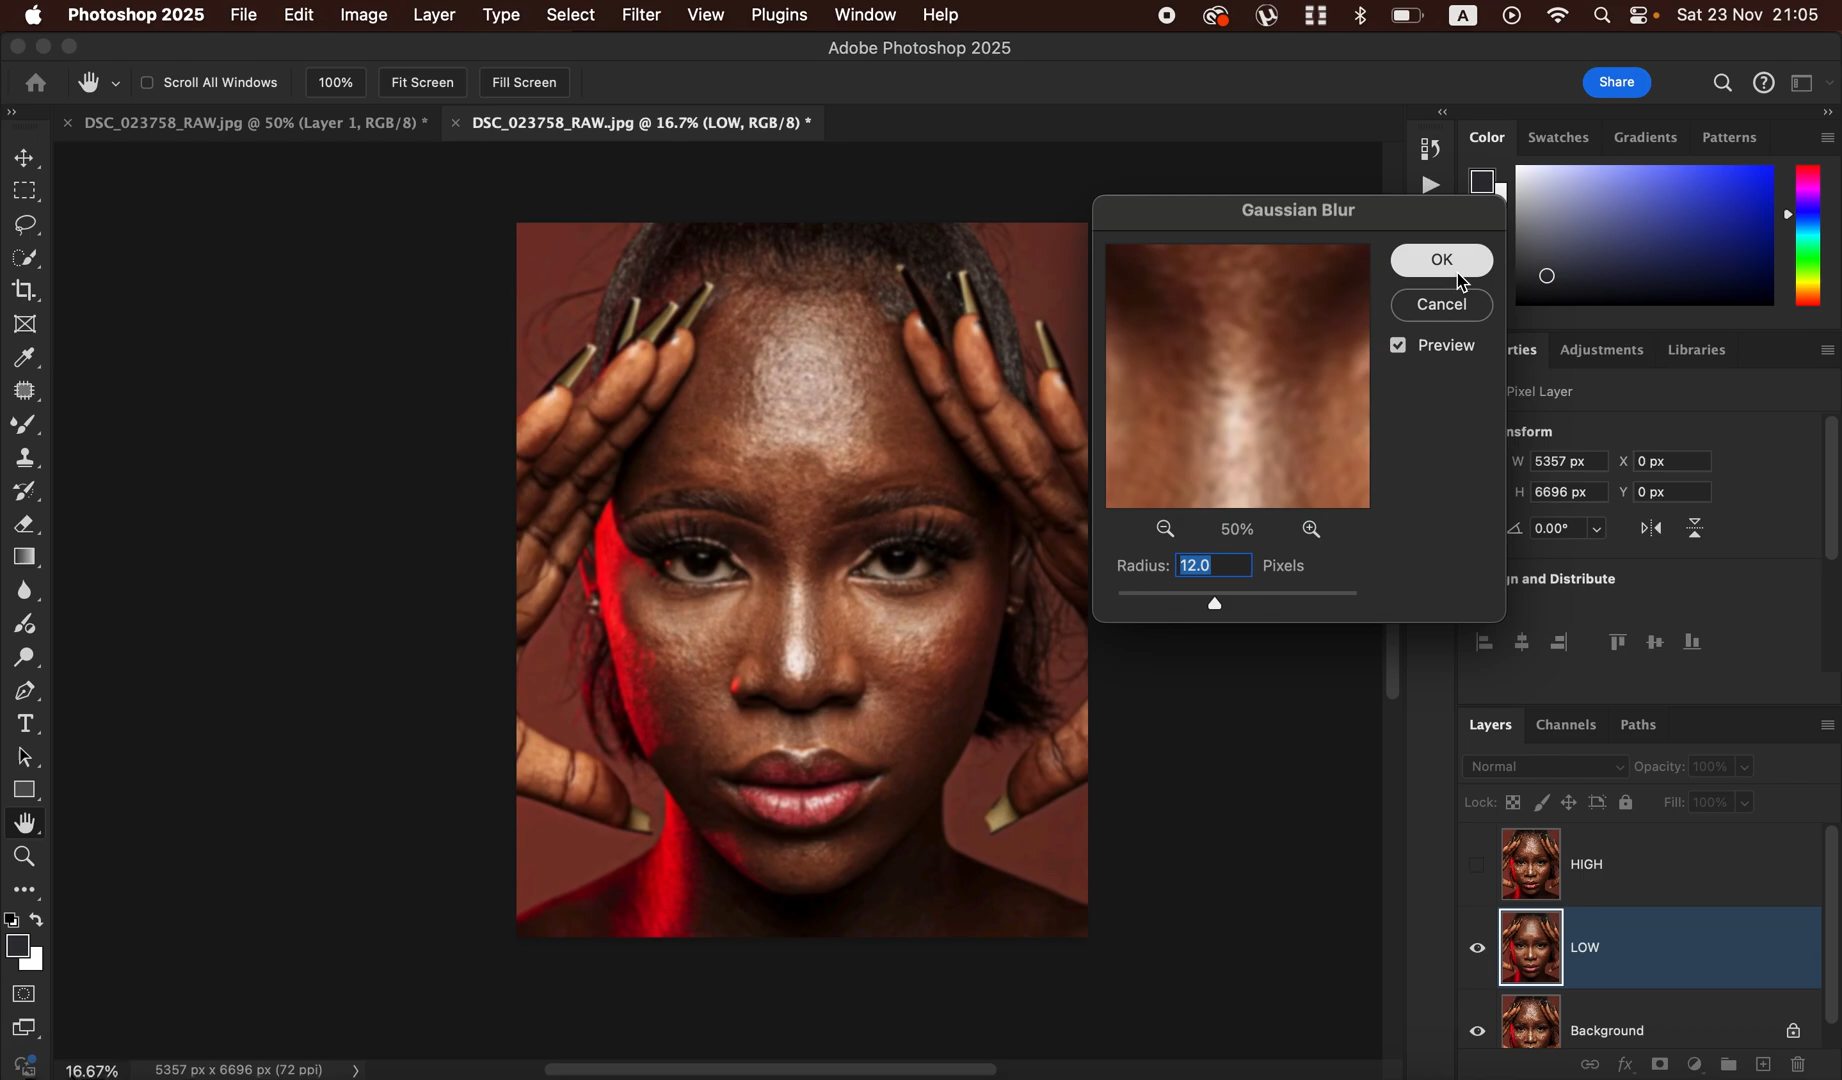 Photoshop 2025 File Edit Image Layer Type Select Filter View Plugins Window Help A Sat 23 Nov 21:05
Adobe Photoshop 2025
Scroll All Windows 100% Fit Screen Fill Screen Share
× DSC_023758_RAW.jpg @ 50% (Layer 1, RGB/8) * × DSC_023758_RAW..jpg @ 16.7% (LOW, RGB/8) *
Color Swatches Gradients Patterns
Gaussian Blur
OK
Cancel
Preview
50%
Radius: 12.0 Pixels
rties Adjustments Libraries
Pixel Layer
nsform
W 5357 px X 0 px
H 6696 px Y 0 px
0.00°
gn and Distribute
Layers Channels Paths
Normal Opacity: 100%
Lock: Fill: 100%
HIGH
LOW
Background
T
fx
16.67% 5357 px x 6696 px (72 ppi)